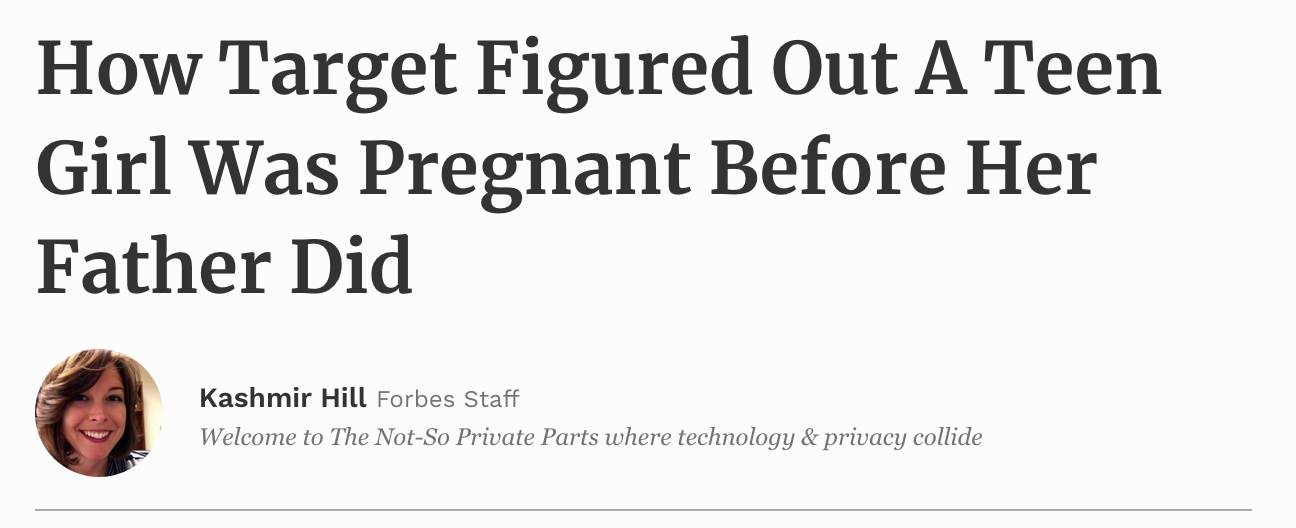 How Target Figured Out A Teen
Girl Was Pregnant Before Her
Father Did
Kashmir Hill Forbes Staff
Welcome to The Not-So Private Parts where technology & privacy collide